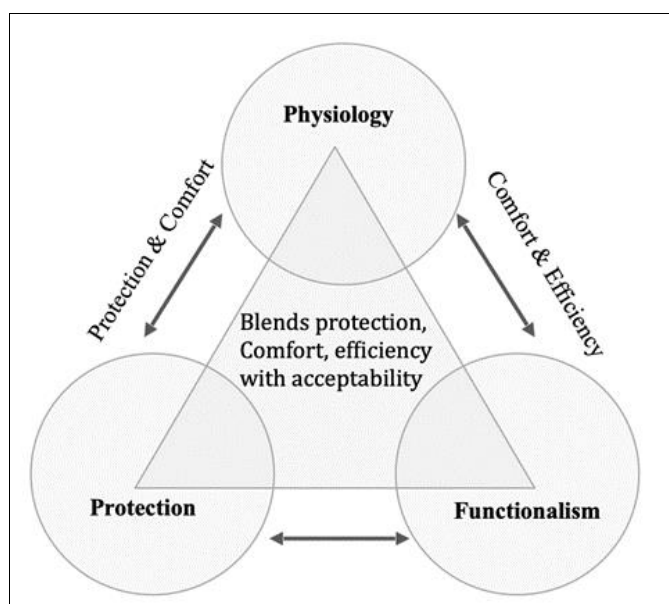 Physiology
Protection & Comfort
Comfort & Efficiency
Blends protection,
Comfort, efficiency
with acceptability
Protection
Functionalism